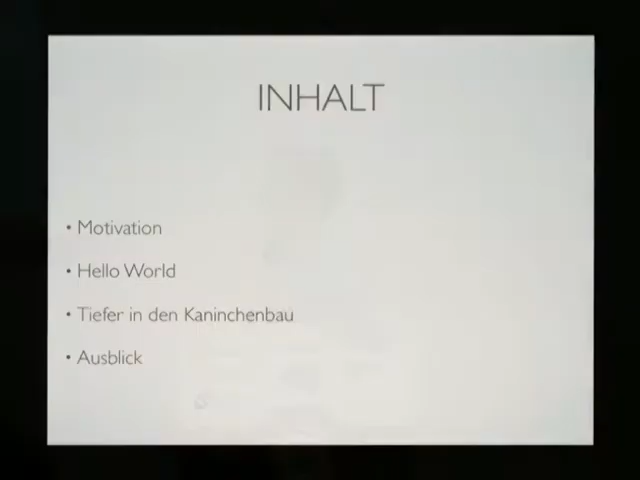 INHALT
• Motivation
• Hello World
• Tiefer in den Kaninchenbau
• Ausblick